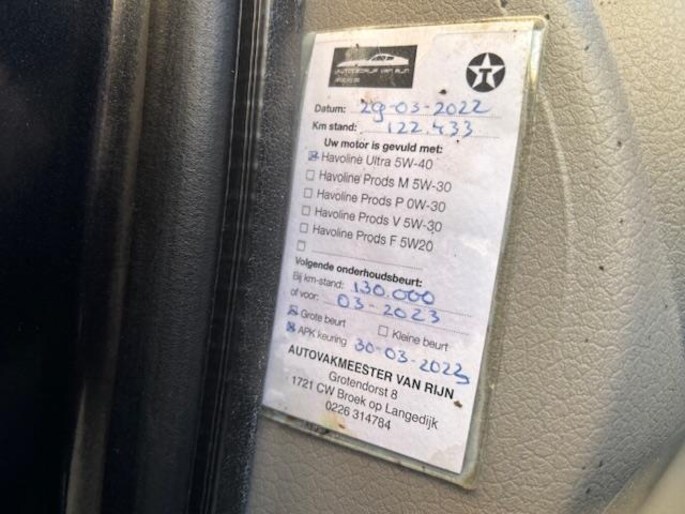 AUTOBEDRIJF VAN RIJN
T
Datum: 29-03-2022
Km stand: 122.433
Uw motor is gevuld met:
Havoline Ultra 5W-40
Havoline Prods M 5W-30
Havoline Prods P 0W-30
Havoline Prods V 5W-30
Havoline Prods F 5W20
Volgende onderhoudsbeurt:
Bij km-stand: 130.000
of voor: 03-2023
Grote beurt Kleine beurt
APK keuring 30-03-2023
AUTOVAKMEESTER VAN RIJN
Grotendorst 8
1721 CW Broek op Langedijk
0226 314784